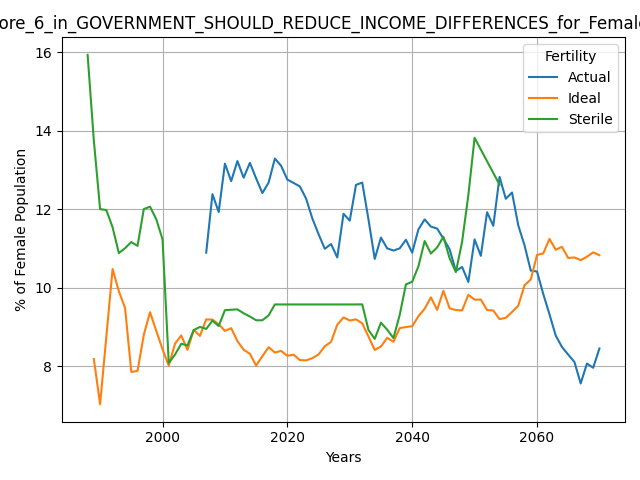 ore_6_in_GOVERNMENT_SHOULD_REDUCE_INCOME_DIFFERENCES_for_Female
Fertility
Actual
Ideal
Sterile
% of Female Population
16
14
12
10
8
2000 2020 2040 2060
Years